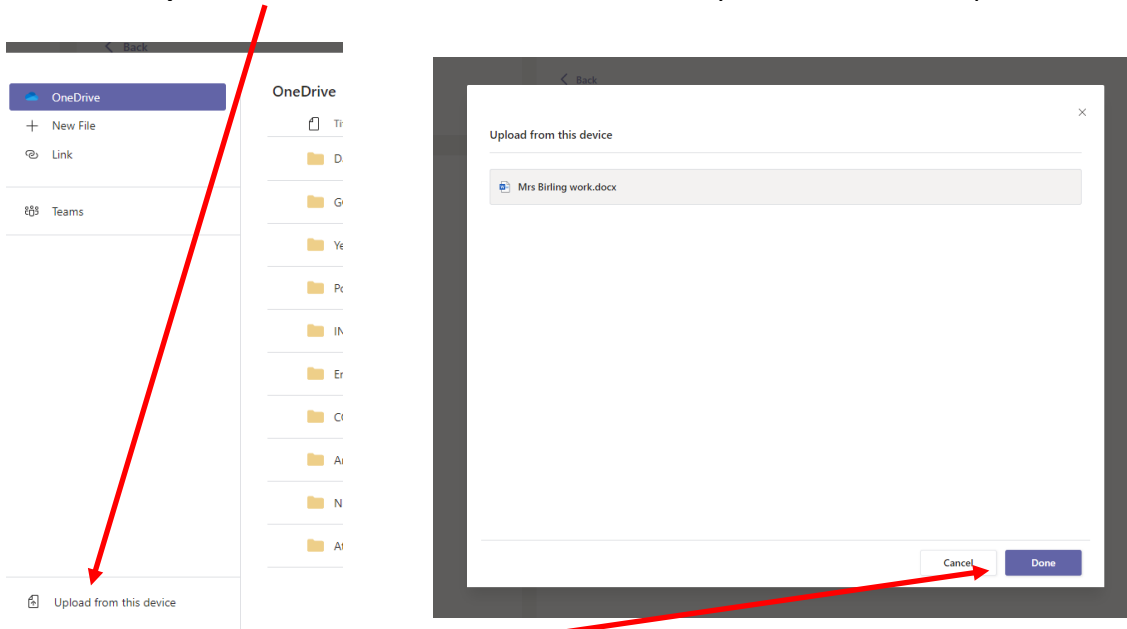 Back
OneDrive
New File
Link
Teams
Upload from this device
OneDrive
Back
Upload from this device
Mrs Birling work.docx
Cancel
Done